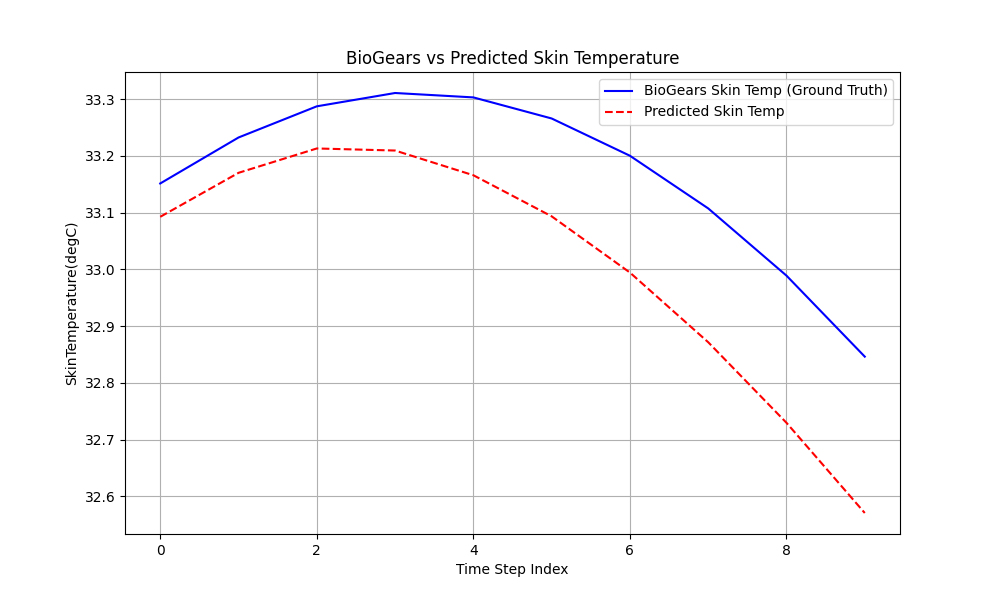 BioGears vs Predicted Skin Temperature
BioGears Skin Temp (Ground Truth)
Predicted Skin Temp
SkinTemperature(degC)
33.3
33.2
33.1
33.0
32.9
32.8
32.7
32.6
0 2 4 6 8
Time Step Index